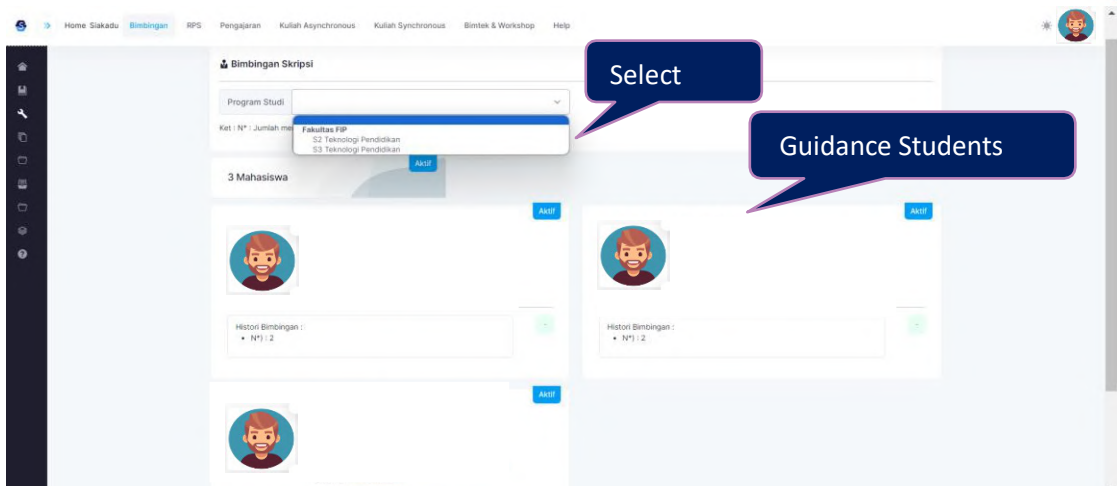 Home Siakadu Bimbingan RPS Pengajaran Kuliah Asynchronous Kuliah Synchronous Bimtek & Workshop Help
Bimbingan Skripsi
Select
Program Studi
Ket : N* : Jumlah
Fakultas FIP
S2 Teknologi Pendidikan
S3 Teknologi Pendidikan
Guidance Students
Aktif
3 Mahasiswa
Aktif
Aktif
Histori Bimbingan :
• N*) : 2
Histori Bimbingan :
• N*) : 2
Aktif